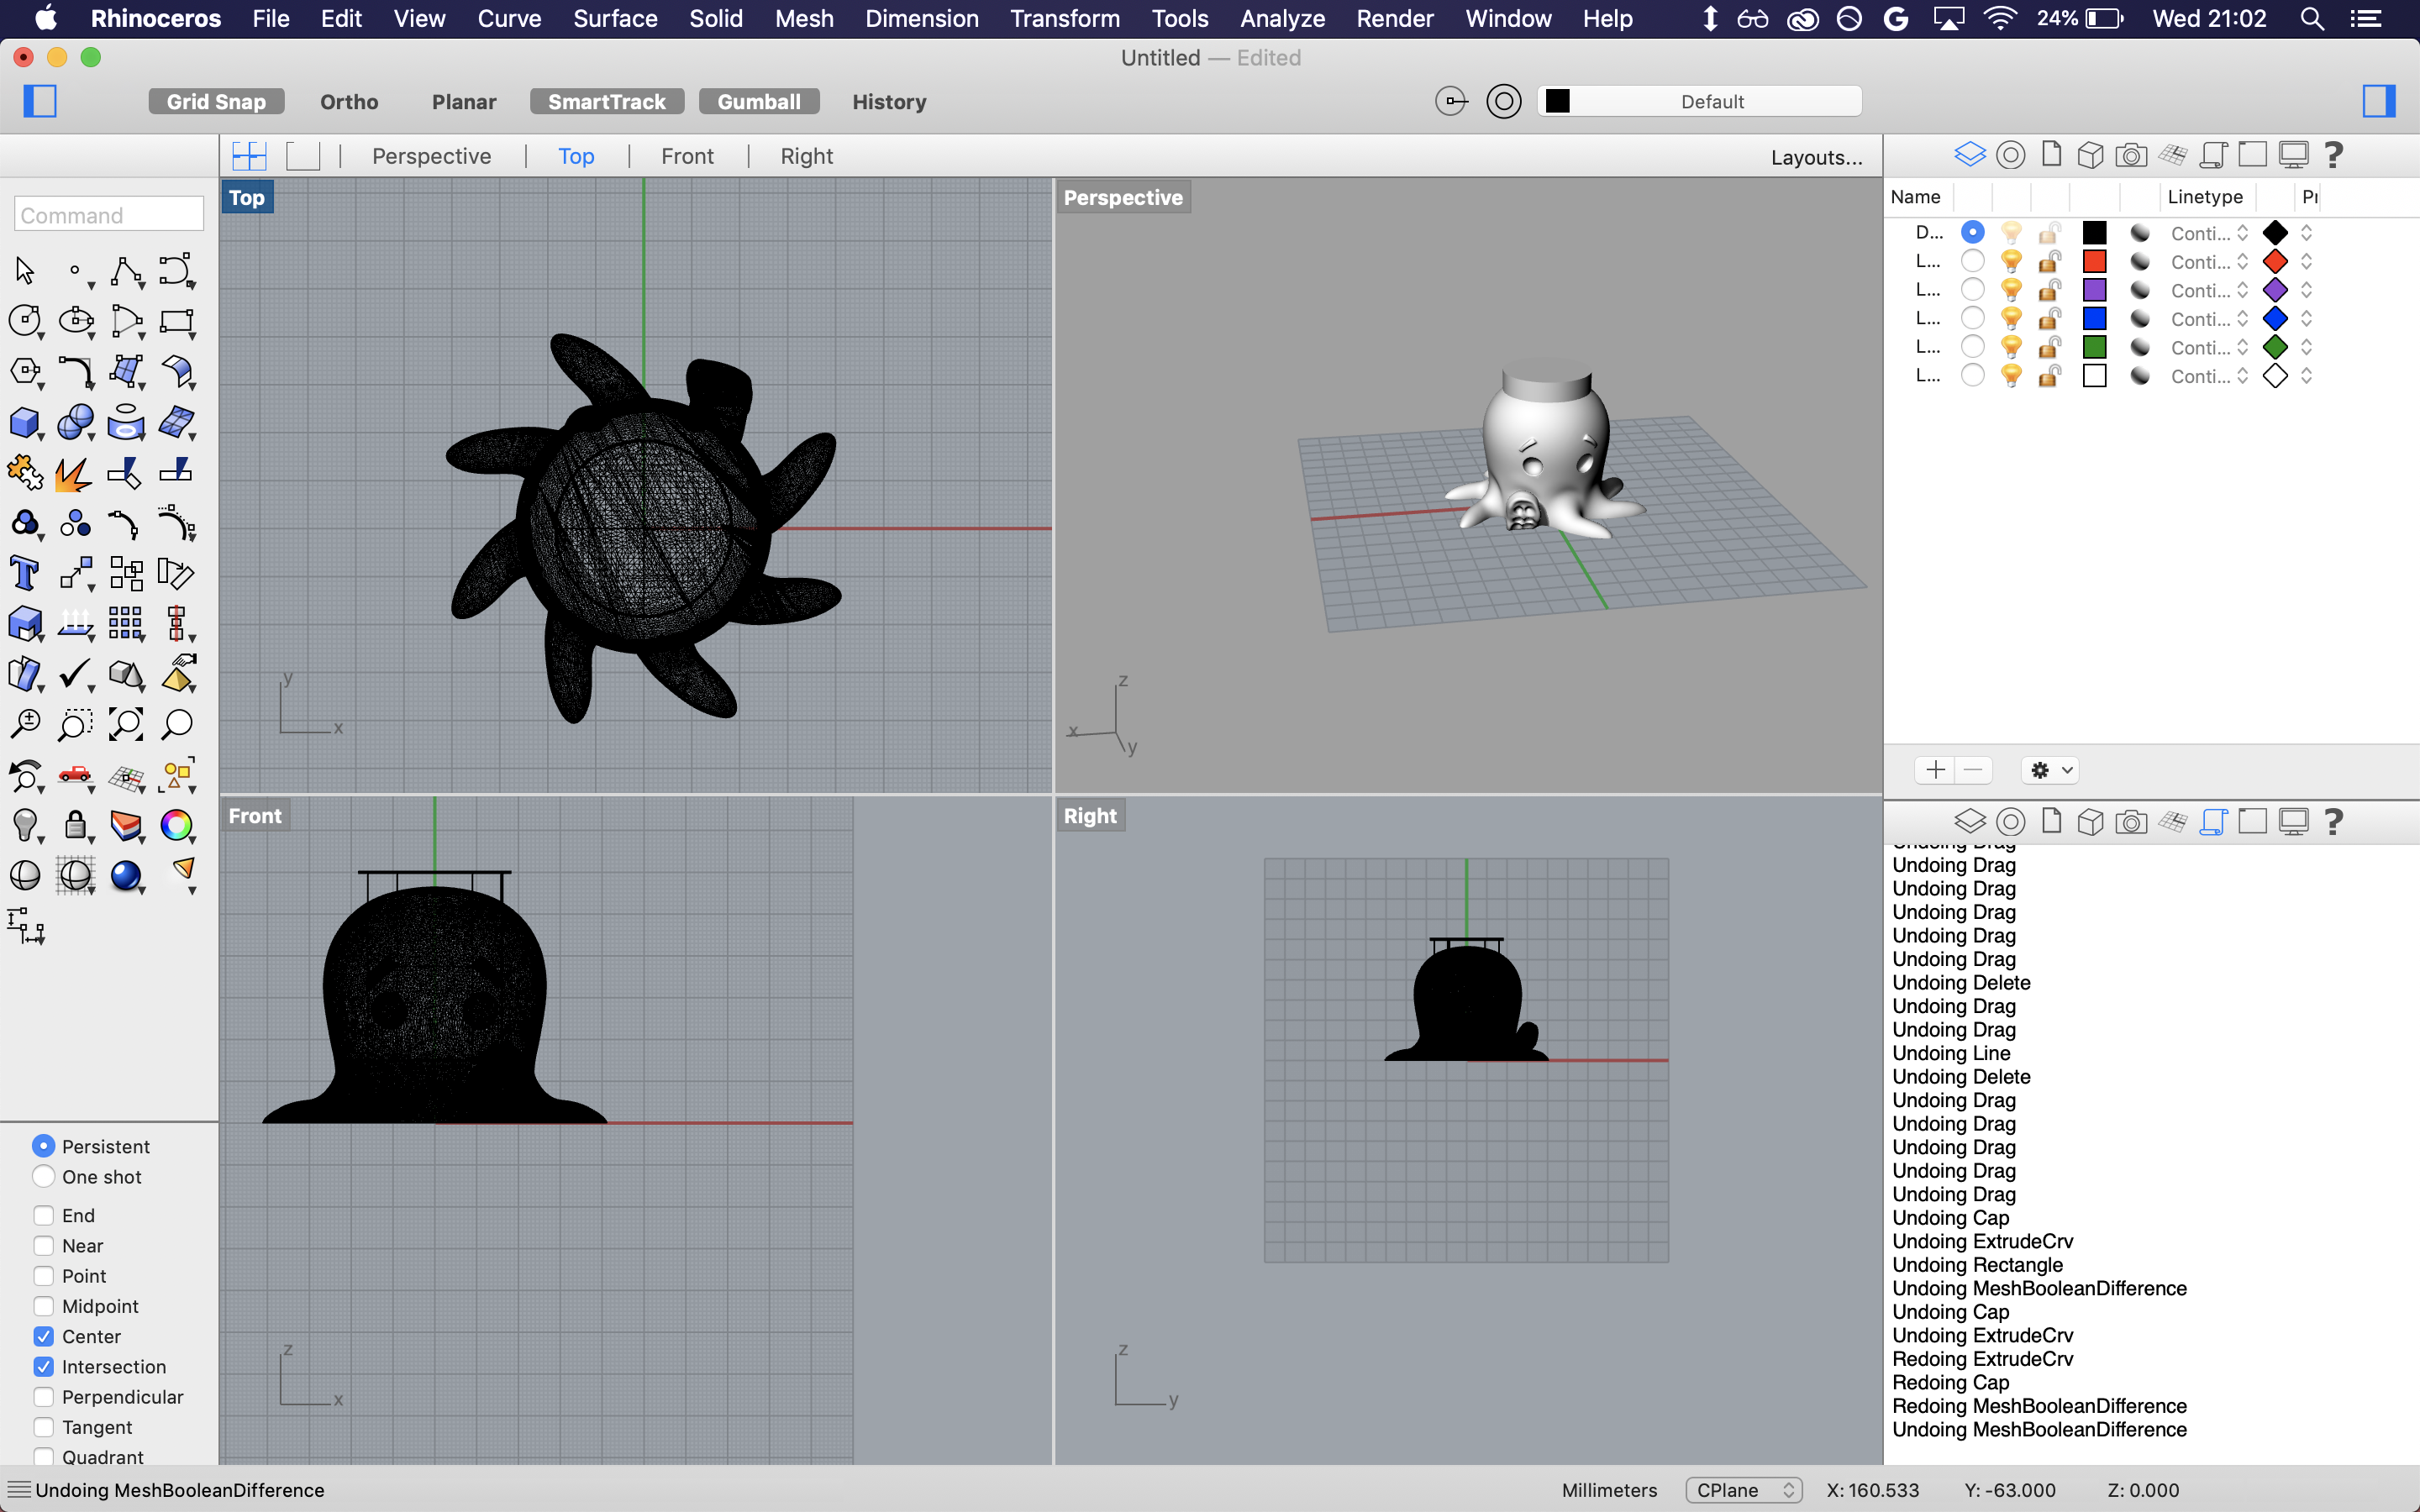 Rhinoceros File Edit View Curve Surface Solid Mesh Dimension Transform Tools Analyze Render Window Help 24% Wed 21:02
Untitled — Edited
Grid Snap Ortho Planar SmartTrack Gumball History Default
Perspective Top Front Right Layouts...
Command
Top
y
x
Perspective
z
x
y
Front
z
x
Right
z
y
Name Linetype
D... Conti...
L... Conti...
L... Conti...
L... Conti...
L... Conti...
L... Conti...
Undoing Drag
Undoing Drag
Undoing Drag
Undoing Drag
Undoing Drag
Undoing Drag
Undoing Delete
Undoing Drag
Undoing Drag
Undoing Line
Undoing Delete
Undoing Drag
Undoing Drag
Undoing Drag
Undoing Drag
Undoing Drag
Undoing Cap
Undoing ExtrudeCrv
Undoing Rectangle
Undoing MeshBooleanDifference
Undoing Cap
Undoing ExtrudeCrv
Redoing ExtrudeCrv
Redoing Cap
Redoing MeshBooleanDifference
Undoing MeshBooleanDifference
Persistent
One shot
End
Near
Point
Midpoint
Center
Intersection
Perpendicular
Tangent
Quadrant
Undoing MeshBooleanDifference
Millimeters CPlane X: 160.533 Y: -63.000 Z: 0.000